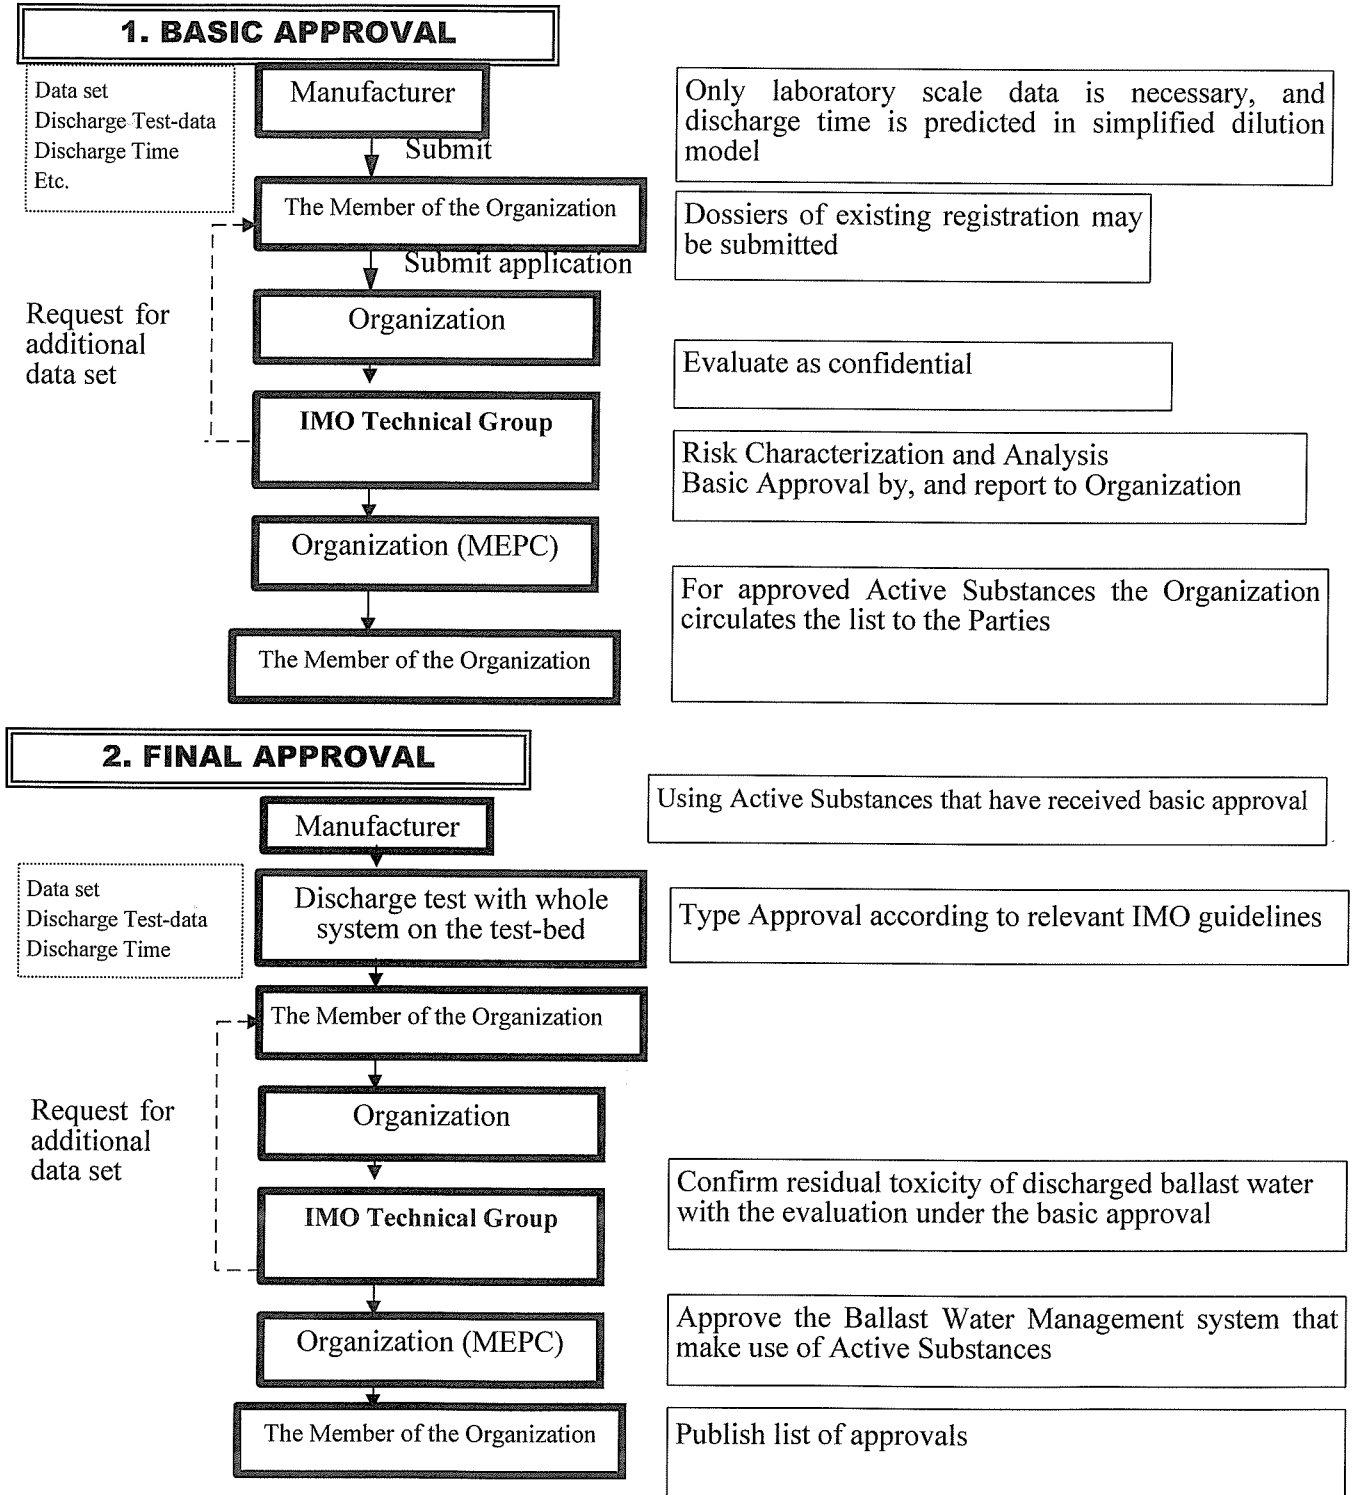 1. BASIC APPROVAL
Data set
Discharge Test-data
Discharge Time
Etc.
Manufacturer
Submit
Only laboratory scale data is necessary, and
discharge time is predicted in simplified dilution
model
The Member of the Organization
Submit application
Dossiers of existing registration may
be submitted
Request for
additional
data set
Organization
Evaluate as confidential
IMO Technical Group
Risk Characterization and Analysis
Basic Approval by, and report to Organization
Organization (MEPC)
For approved Active Substances the Organization
circulates the list to the Parties
The Member of the Organization
2. FINAL APPROVAL
Manufacturer
Using Active Substances that have received basic approval
Data set
Discharge Test-data
Discharge Time
Discharge test with whole
system on the test-bed
Type Approval according to relevant IMO guidelines
The Member of the Organization
Request for
additional
data set
Organization
IMO Technical Group
Confirm residual toxicity of discharged ballast water
with the evaluation under the basic approval
Organization (MEPC)
Approve the Ballast Water Management system that
make use of Active Substances
The Member of the Organization
Publish list of approvals